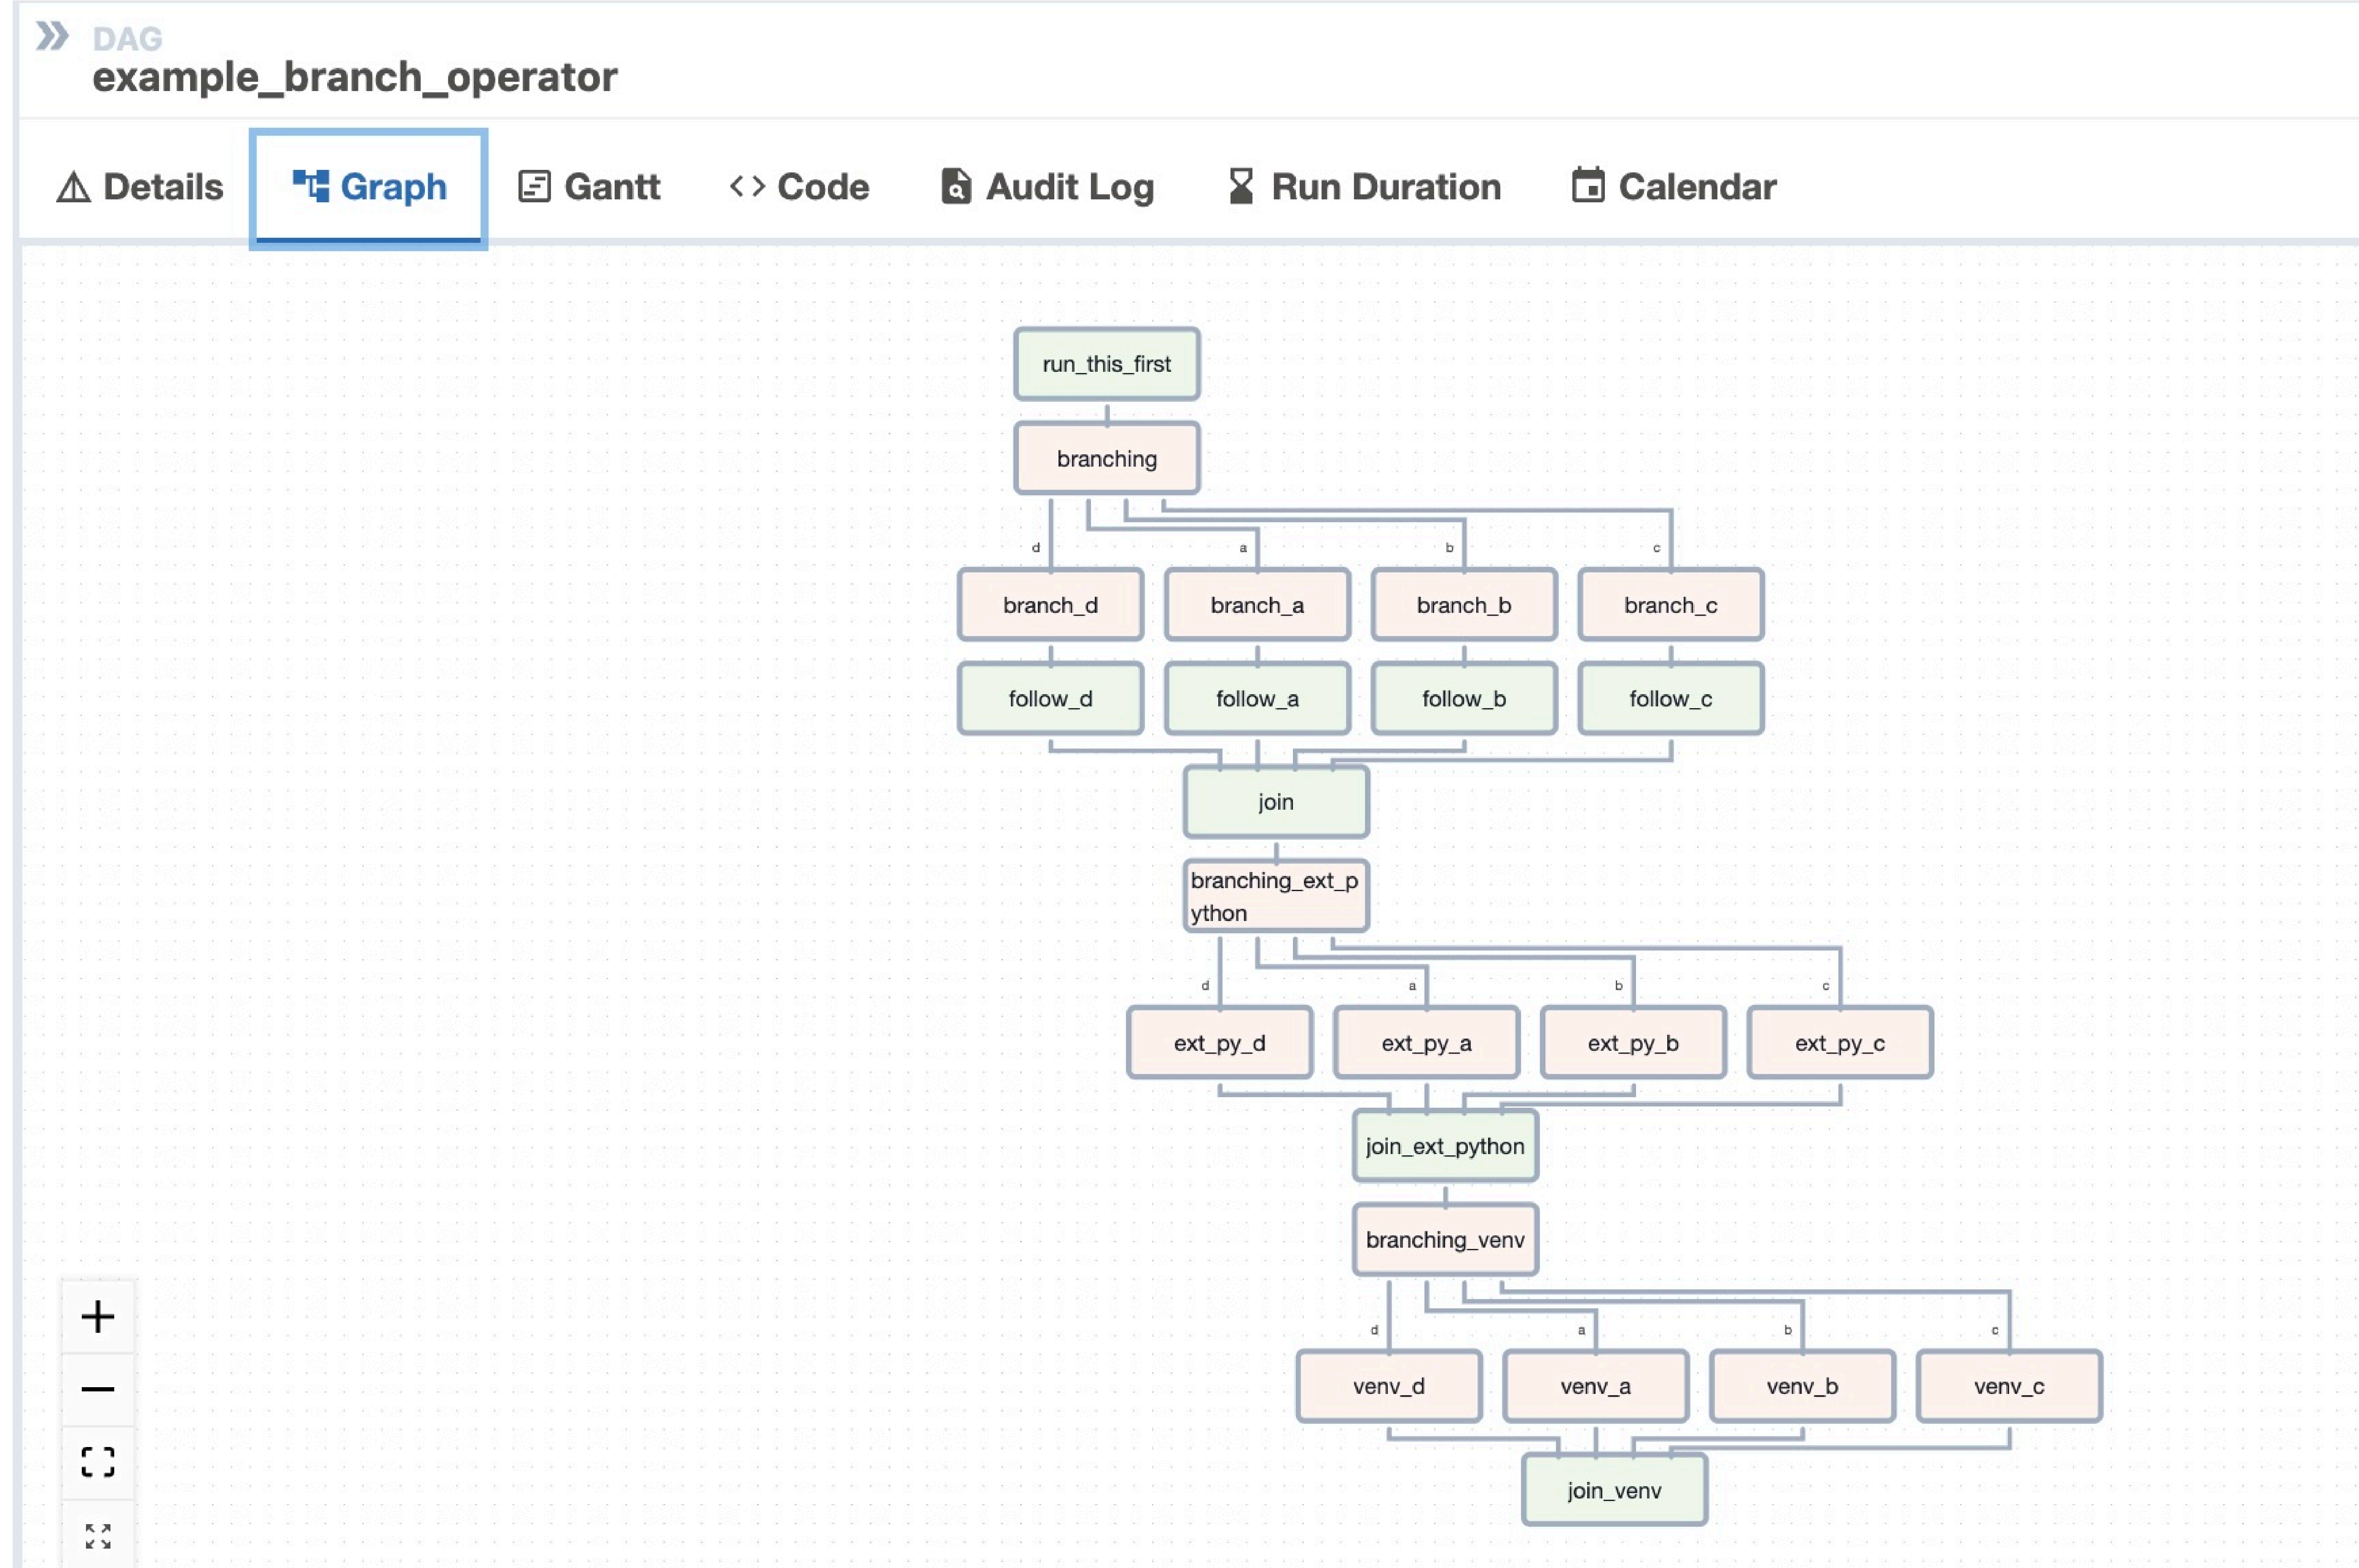 DAG
example_branch_operator
Details
Graph
Gantt
Code
Audit Log
Run Duration
Calendar
run_this_first
branching
d
a
b
c
branch_d
branch_a
branch_b
branch_c
follow_d
follow_a
follow_b
follow_c
join
branching_ext_p
ython
d
a
b
c
ext_py_d
ext_py_a
ext_py_b
ext_py_c
join_ext_python
branching_venv
d
a
b
c
venv_d
venv_a
venv_b
venv_c
join_venv